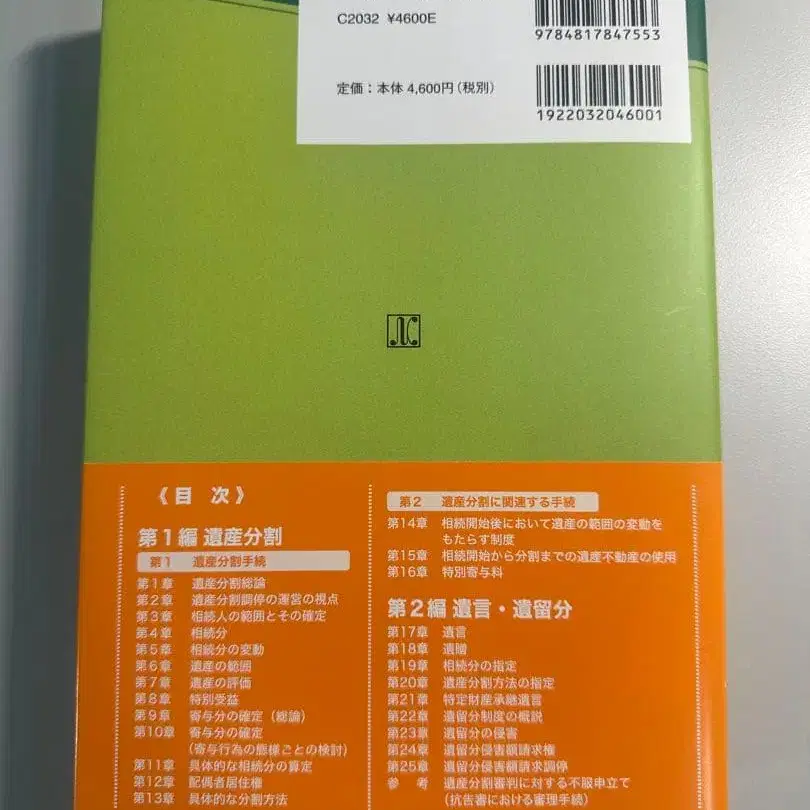 C2032 ¥4600E
9784817847553
定価：本体 4,600円（税別）
1922032046001
《目 次》
第1編 遺産分割
第1 遺産分割手続
第1章 遺産分割総論
第2章 遺産分割調停の運営の視点
第3章 相続人の範囲とその確定
第4章 相続分
第5章 相続分の変動
第6章 遺産の範囲
第7章 遺産の評価
第8章 特別受益
第9章 寄与分の確定（総論）
第10章 寄与分の確定
（寄与行為の態様ごとの検討）
第11章 具体的な相続分の算定
第12章 配偶者居住権
第13章 具体的な分割方法
第2 遺産分割に関連する手続
第14章 相続開始後において遺産の範囲の変動を
もたらす制度
第15章 相続開始から分割までの遺産不動産の使用
第16章 特別寄与料
第2編 遺言・遺留分
第17章 遺言
第18章 遺贈
第19章 相続分の指定
第20章 遺産分割方法の指定
第21章 特定財産承継遺言
第22章 遺留分制度の概説
第23章 遺留分の侵害
第24章 遺留分侵害額請求権
第25章 遺留分侵害額請求調停
参 考 遺産分割審判に対する不服申立て
（抗告審における審理手続）